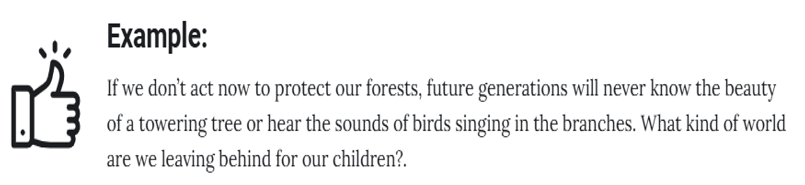 Example:
If we don't act now to protect our forests, future generations will never know the beauty
of a towering tree or hear the sounds of birds singing in the branches. What kind of world
are we leaving behind for our children?.